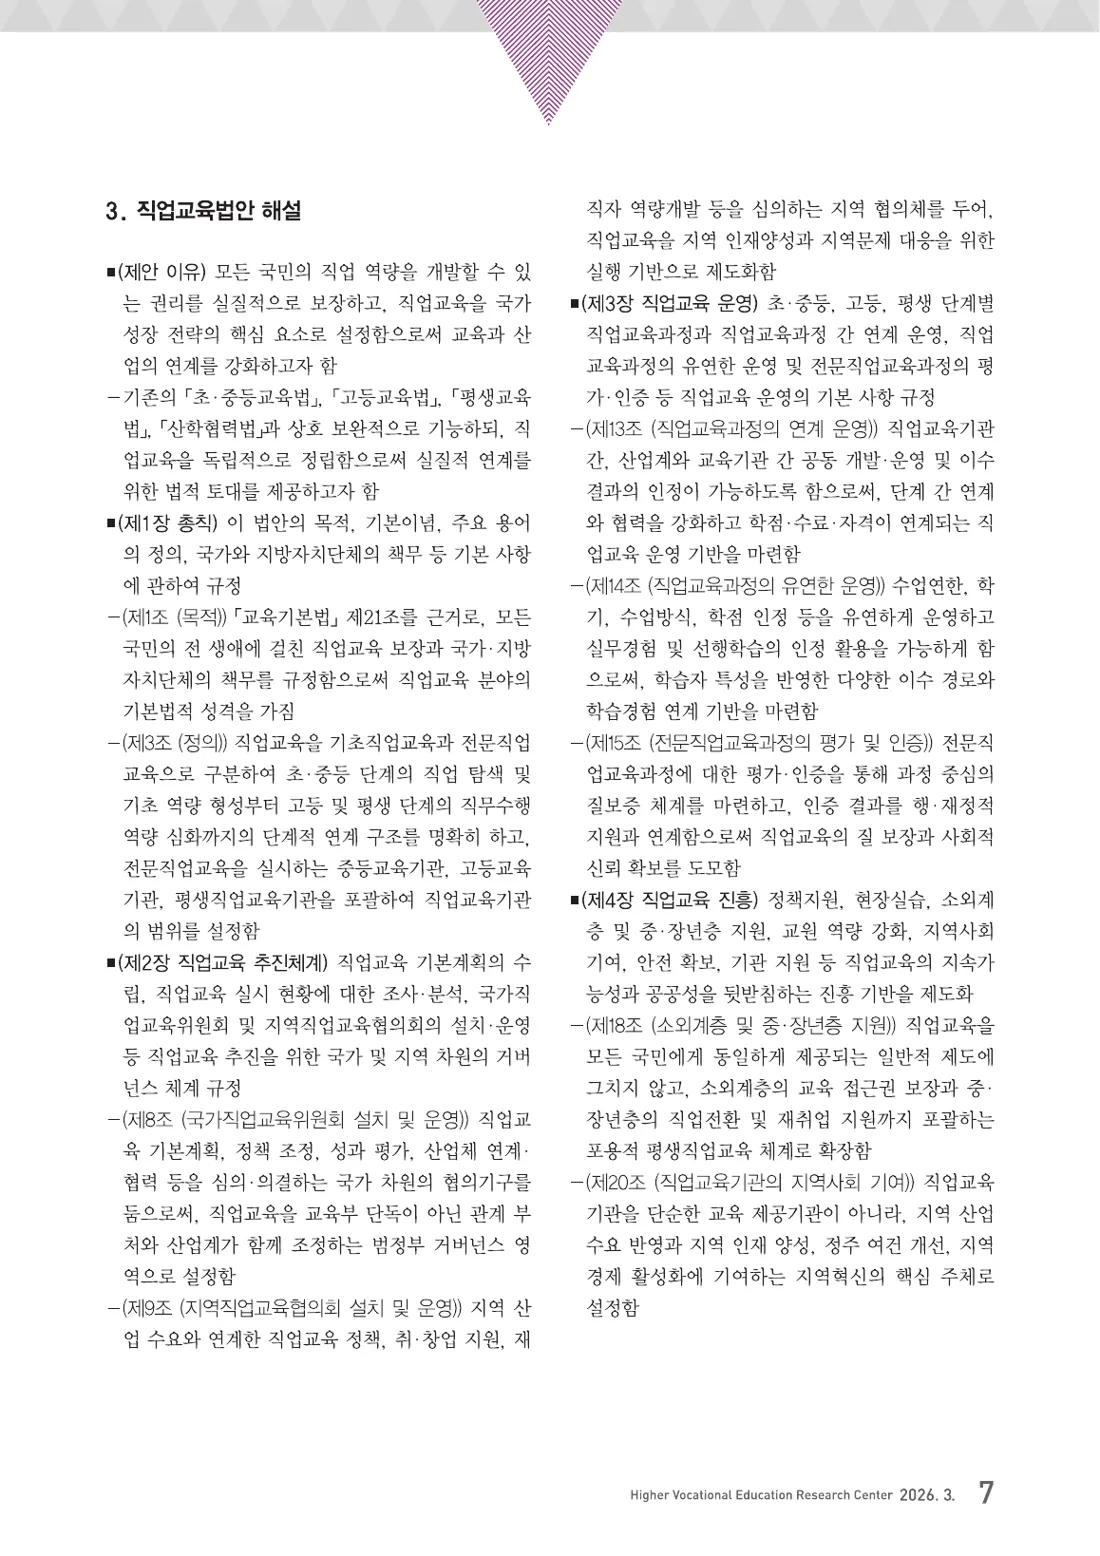 3. 직업교육법안 해설
■(제안 이유) 모든 국민의 직업 역량을 개발할 수 있
는 권리를 실질적으로 보장하고, 직업교육을 국가
성장 전략의 핵심 요소로 설정함으로써 교육과 산
업의 연계를 강화하고자 함
－기존의 「초·중등교육법」, 「고등교육법」, 「평생교육
법」, 「산학협력법」과 상호 보완적으로 기능하되, 직
업교육을 독립적으로 정립함으로써 실질적 연계를
위한 법적 토대를 제공하고자 함
■(제1장 총칙) 이 법안의 목적, 기본이념, 주요 용어
의 정의, 국가와 지방자치단체의 책무 등 기본 사항
에 관하여 규정
－(제1조 (목적)) 「교육기본법」 제21조를 근거로, 모든
국민의 전 생애에 걸친 직업교육 보장과 국가·지방
자치단체의 책무를 규정함으로써 직업교육 분야의
기본법적 성격을 가짐
－(제3조 (정의)) 직업교육을 기초직업교육과 전문직업
교육으로 구분하여 초·중등 단계의 직업 탐색 및
기초 역량 형성부터 고등 및 평생 단계의 직무수행
역량 심화까지의 단계적 연계 구조를 명확히 하고,
전문직업교육을 실시하는 중등교육기관, 고등교육
기관, 평생직업교육기관을 포괄하여 직업교육기관
의 범위를 설정함
■(제2장 직업교육 추진체계) 직업교육 기본계획의 수
립, 직업교육 실시 현황에 대한 조사·분석, 국가직
업교육위원회 및 지역직업교육협의회의 설치·운영
등 직업교육 추진을 위한 국가 및 지역 차원의 거버
넌스 체계 규정
－(제8조 (국가직업교육위원회 설치 및 운영)) 직업교
육 기본계획, 정책 조정, 성과 평가, 산업체 연계·
협력 등을 심의·의결하는 국가 차원의 협의기구를
둠으로써, 직업교육을 교육부 단독이 아닌 관계 부
처와 산업계가 함께 조정하는 범정부 거버넌스 영
역으로 설정함
－(제9조 (지역직업교육협의회 설치 및 운영)) 지역 산
업 수요와 연계한 직업교육 정책, 취·창업 지원, 재
직자 역량개발 등을 심의하는 지역 협의체를 두어,
직업교육을 지역 인재양성과 지역문제 대응을 위한
실행 기반으로 제도화함
■(제3장 직업교육 운영) 초·중등, 고등, 평생 단계별
직업교육과정과 직업교육과정 간 연계 운영, 직업
교육과정의 유연한 운영 및 전문직업교육과정의 평
가·인증 등 직업교육 운영의 기본 사항 규정
－(제13조 (직업교육과정의 연계 운영)) 직업교육기관
간, 산업계와 교육기관 간 공동 개발·운영 및 이수
결과의 인정이 가능하도록 함으로써, 단계 간 연계
와 협력을 강화하고 학점·수료·자격이 연계되는 직
업교육 운영 기반을 마련함
－(제14조 (직업교육과정의 유연한 운영)) 수업연한, 학
기, 수업방식, 학점 인정 등을 유연하게 운영하고
실무경험 및 선행학습의 인정 활용을 가능하게 함
으로써, 학습자 특성을 반영한 다양한 이수 경로와
학습경험 연계 기반을 마련함
－(제15조 (전문직업교육과정의 평가 및 인증)) 전문직
업교육과정에 대한 평가·인증을 통해 과정 중심의
질보증 체계를 마련하고, 인증 결과를 행·재정적
지원과 연계함으로써 직업교육의 질 보장과 사회적
신뢰 확보를 도모함
■(제4장 직업교육 진흥) 정책지원, 현장실습, 소외계
층 및 중·장년층 지원, 교원 역량 강화, 지역사회
기여, 안전 확보, 기관 지원 등 직업교육의 지속가
능성과 공공성을 뒷받침하는 진흥 기반을 제도화
－(제18조 (소외계층 및 중·장년층 지원)) 직업교육을
모든 국민에게 동일하게 제공되는 일반적 제도에
그치지 않고, 소외계층의 교육 접근권 보장과 중·
장년층의 직업전환 및 재취업 지원까지 포괄하는
포용적 평생직업교육 체계로 확장함
－(제20조 (직업교육기관의 지역사회 기여)) 직업교육
기관을 단순한 교육 제공기관이 아니라, 지역 산업
수요 반영과 지역 인재 양성, 정주 여건 개선, 지역
경제 활성화에 기여하는 지역혁신의 핵심 주체로
설정함
Higher Vocational Education Research Center 2026. 3. 7